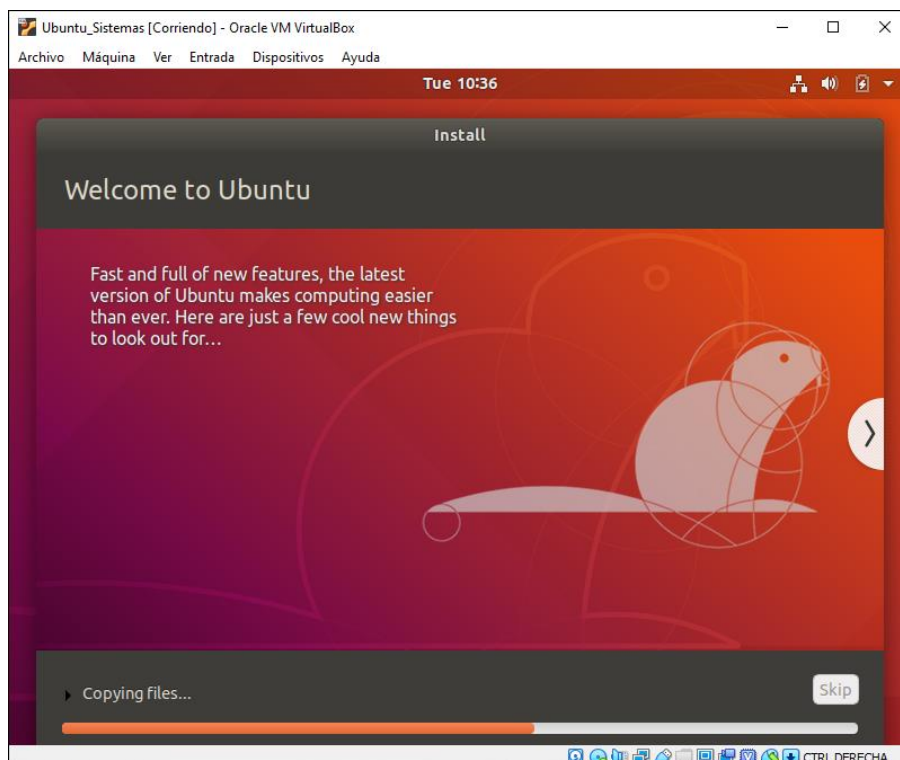 Ubuntu_Sistemas [Corriendo] - Oracle VM VirtualBox
Archivo Máquina Ver Entrada Dispositivos Ayuda
Tue 10:36
Install
Welcome to Ubuntu
Fast and full of new features, the latest
version of Ubuntu makes computing easier
than ever. Here are just a few cool new things
to look out for...
Copying files...
Skip
CTRL DERECHA